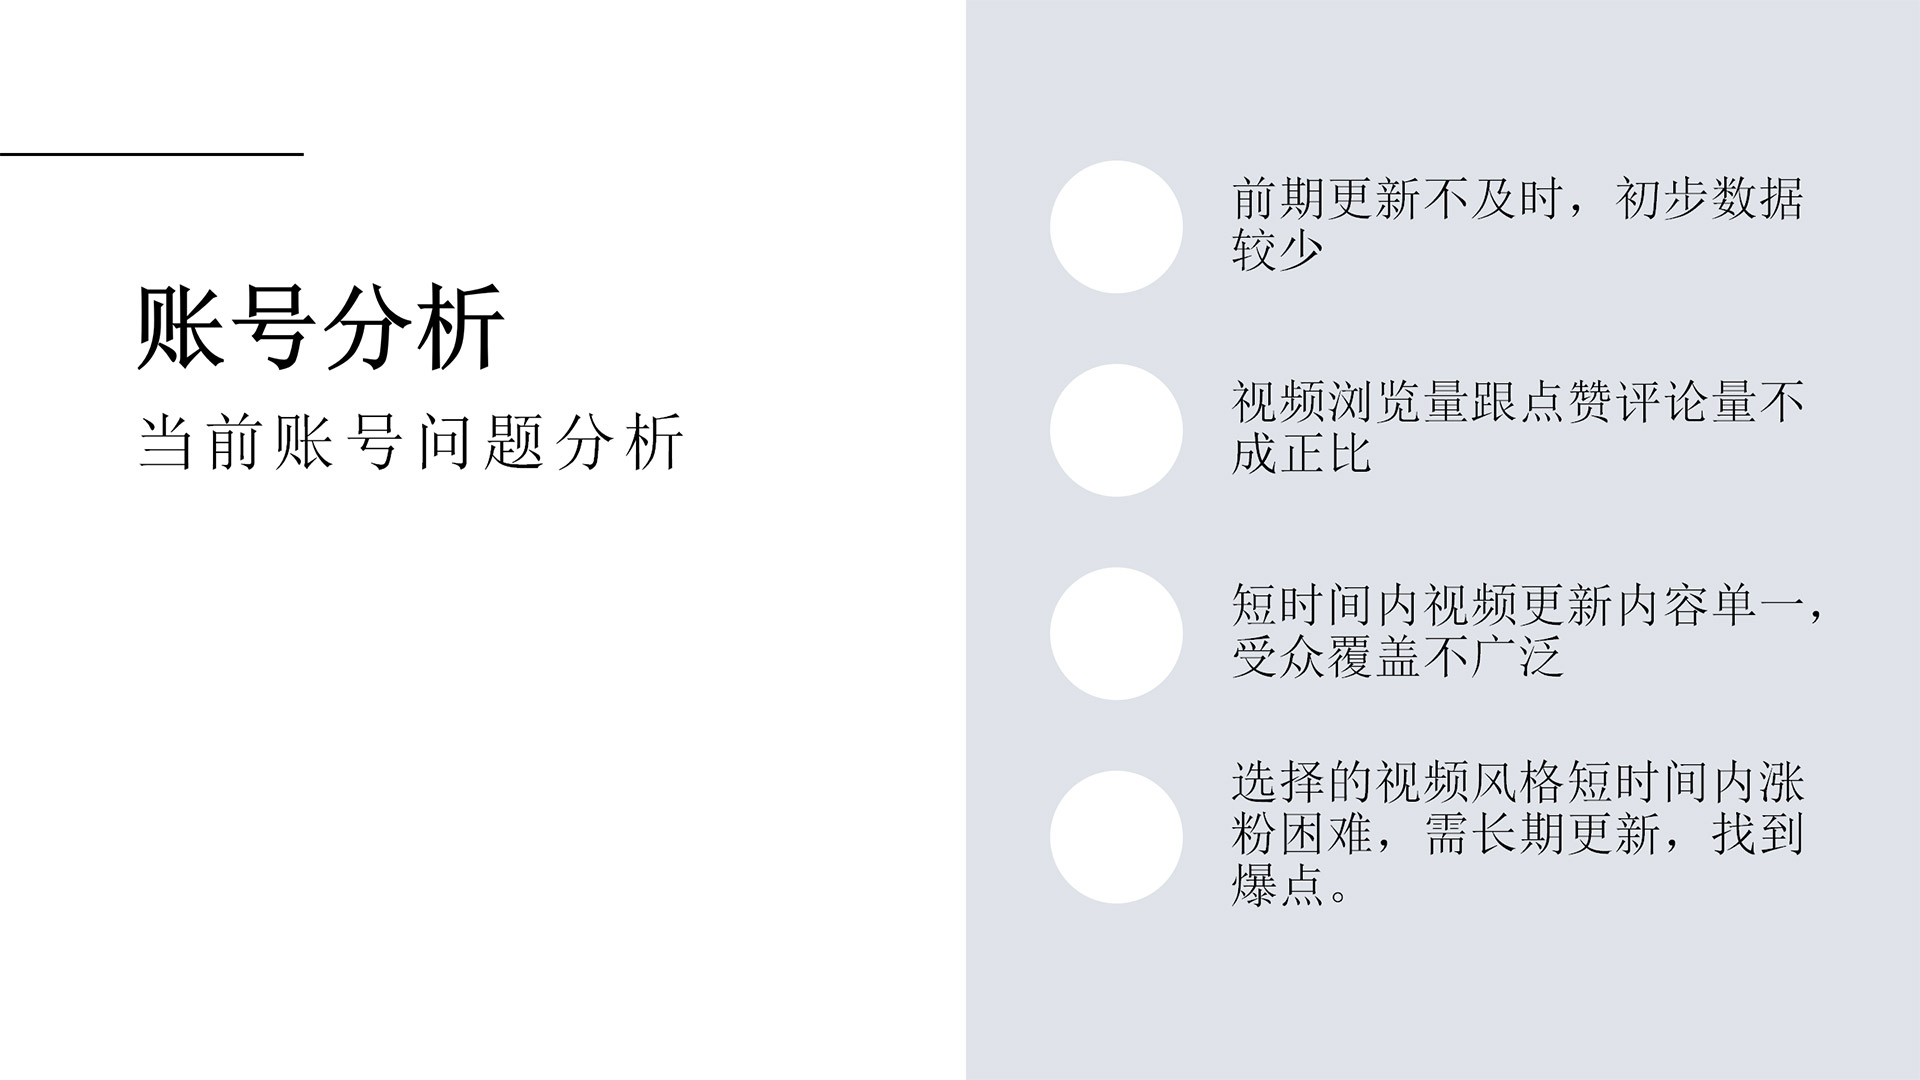 账号分析
当前账号问题分析
前期更新不及时，初步数据
较少
视频浏览量跟点赞评论量不
成正比
短时间内视频更新内容单一，
受众覆盖不广泛
选择的视频风格短时间内涨
粉困难，需长期更新，找到
爆点。